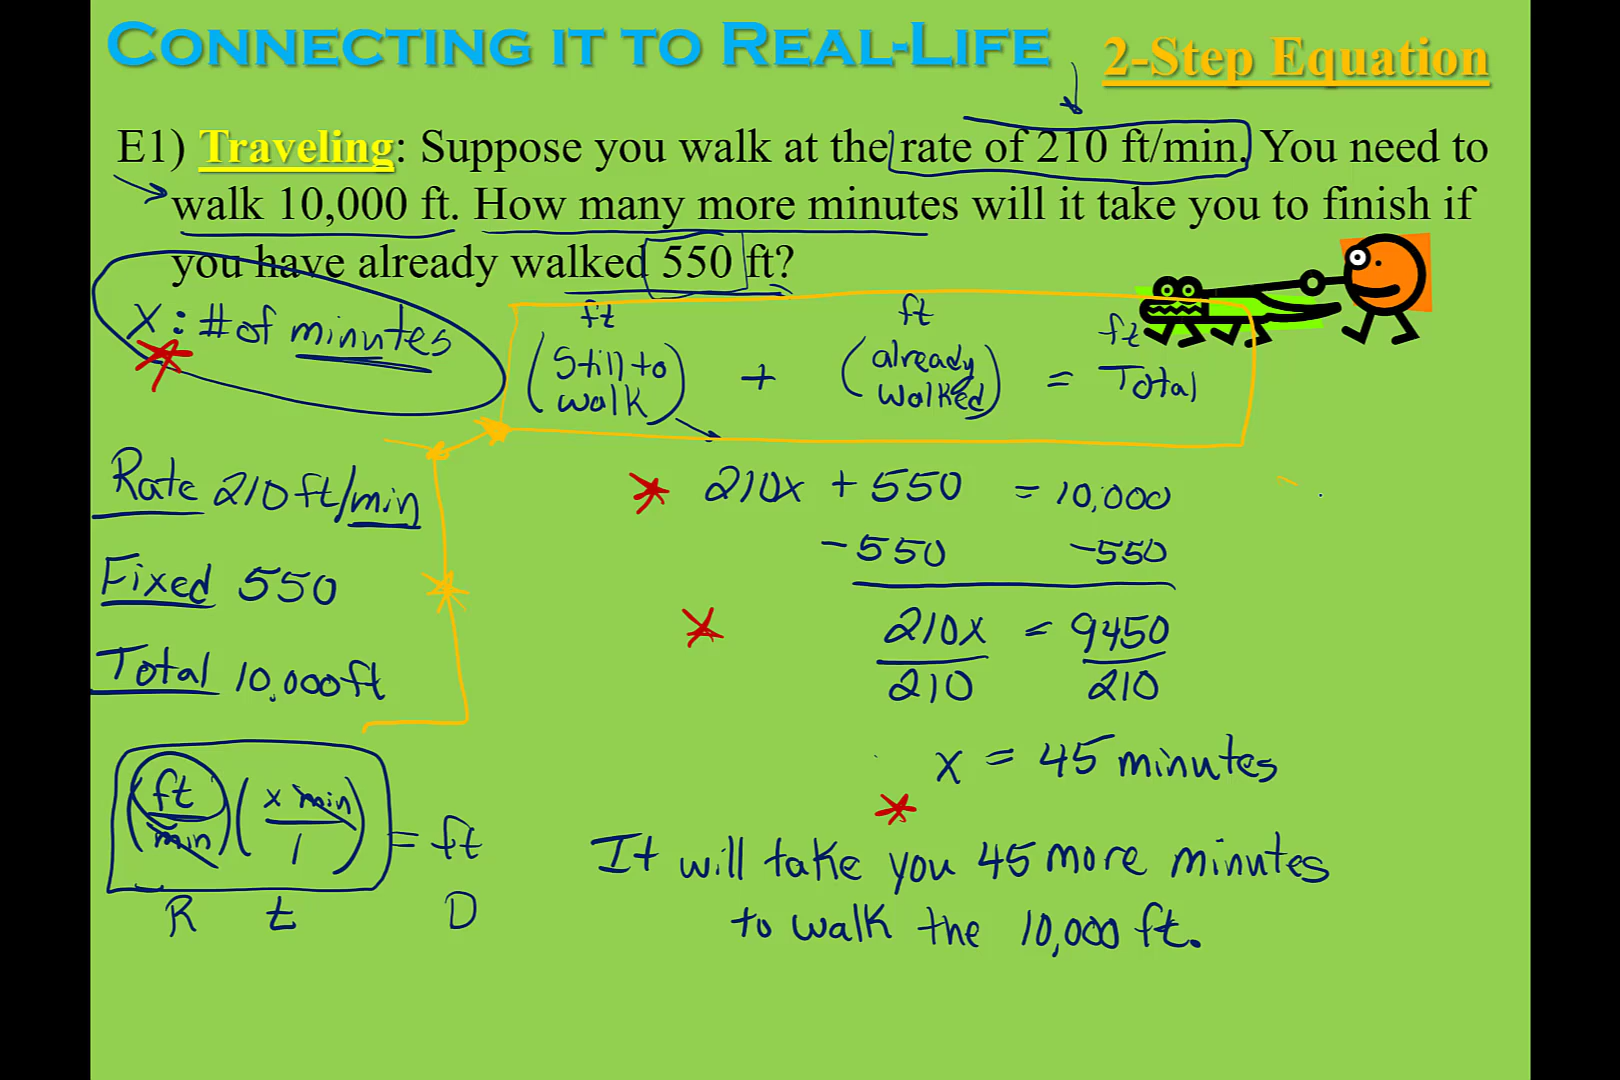 CONNECTING IT TO REAL-LIFE 2-Step Equation
E1) Traveling: Suppose you walk at the rate of 210 ft/min. You need to
walk 10,000 ft. How many more minutes will it take you to finish if
you have already walked 550 ft?
x : # of minutes
ft ft ft
(Still to walk) + (already walked) = Total
Rate 210 ft/min
Fixed 550
Total 10,000 ft
210x + 550 = 10,000
-550 -550
210x = 9450
210 210
x = 45 minutes
(ft/min) (x min/1) = ft
R t D
It will take you 45 more minutes
to walk the 10,000 ft.